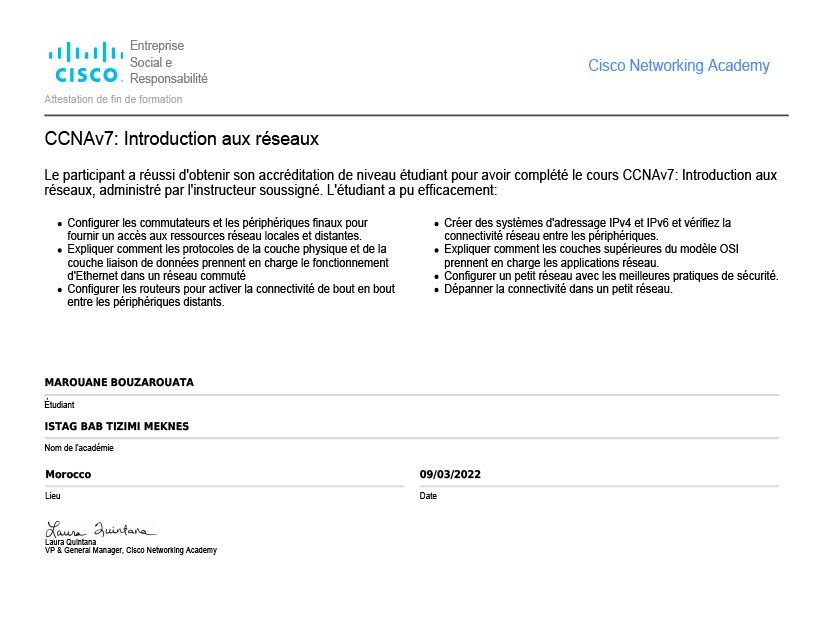 CISCO
Entreprise
Social e
Responsabilité
Cisco Networking Academy
Attestation de fin de formation
CCNAv7: Introduction aux réseaux
Le participant a réussi d'obtenir son accréditation de niveau étudiant pour avoir complété le cours CCNAv7: Introduction aux
réseaux, administré par l'instructeur soussigné. L'étudiant a pu efficacement:
• Configurer les commutateurs et les périphériques finaux pour
fournir un accès aux ressources réseau locales et distantes.
• Expliquer comment les protocoles de la couche physique et de la
couche liaison de données prennent en charge le fonctionnement
d'Ethernet dans un réseau commuté
• Configurer les routeurs pour activer la connectivité de bout en bout
entre les périphériques distants.
• Créer des systèmes d'adressage IPv4 et IPv6 et vérifiez la
connectivité réseau entre les périphériques.
• Expliquer comment les couches supérieures du modèle OSI
prennent en charge les applications réseau.
• Configurer un petit réseau avec les meilleures pratiques de sécurité.
• Dépanner la connectivité dans un petit réseau.
MAROUANE BOUZAROUATA
Étudiant
ISTAG BAB TIZIMI MEKNES
Nom de l'académie
Morocco
Lieu
09/03/2022
Date
Laura Quintana
Laura Quintana
VP & General Manager, Cisco Networking Academy